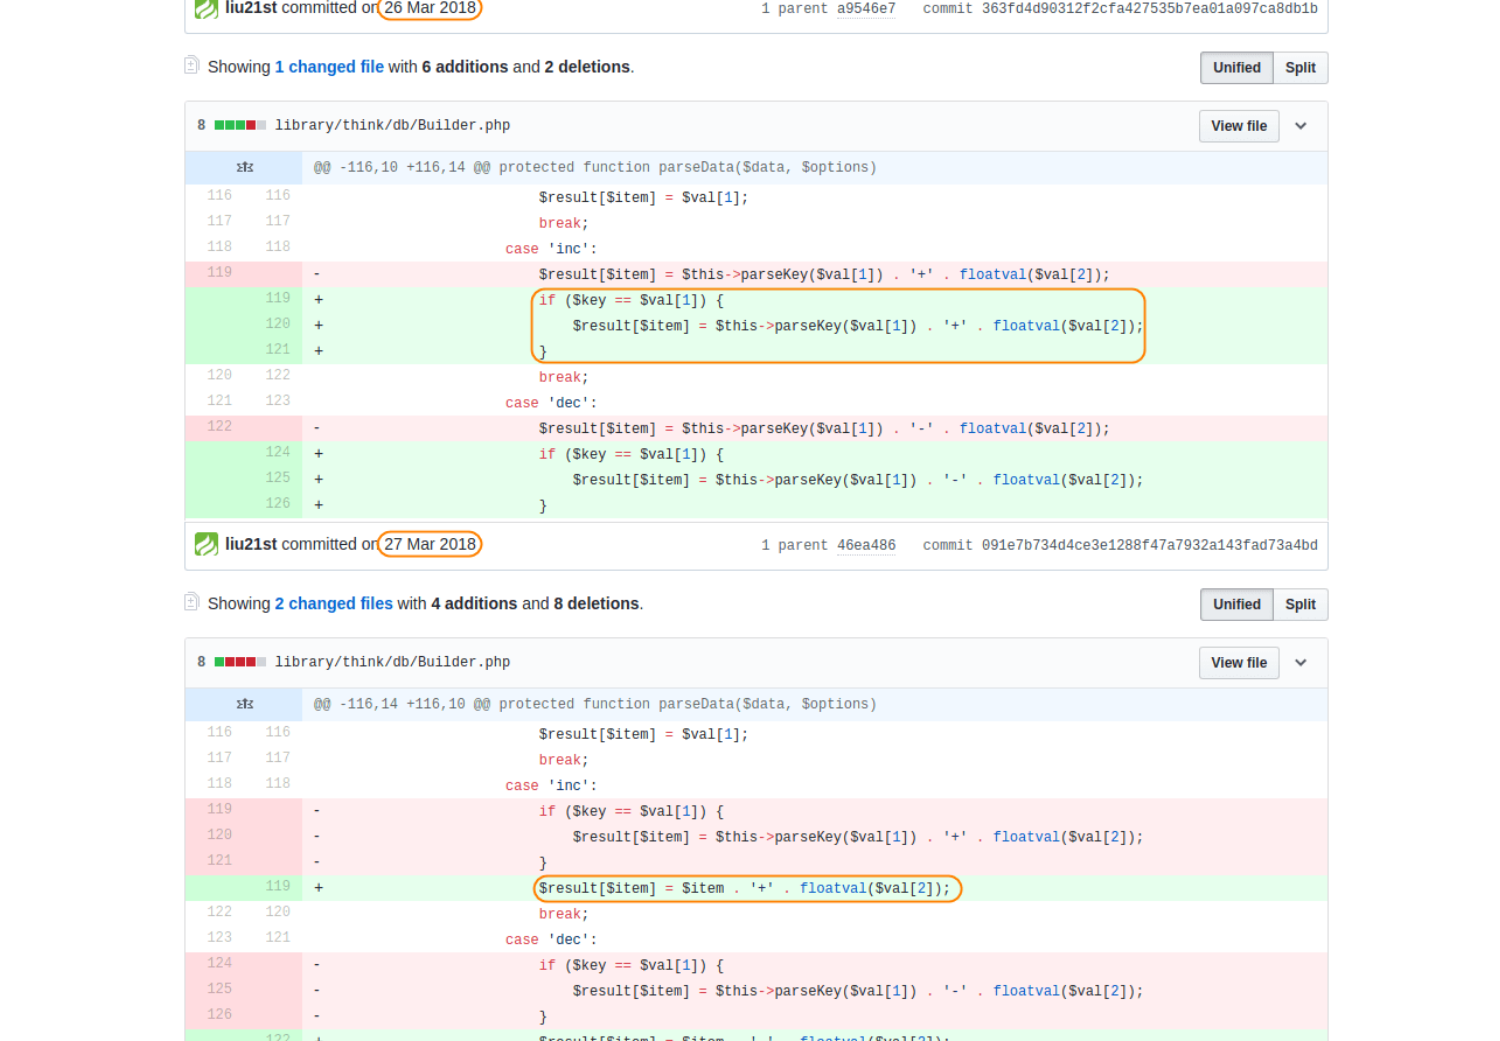 liu21st committed on 26 Mar 2018 1 parent a9546e7 commit 363fd4d90312f2cfa427535b7ea01a097ca8db1b
Showing 1 changed file with 6 additions and 2 deletions. Unified Split
8 library/think/db/Builder.php View file
@@ -116,10 +116,14 @@ protected function parseData($data, $options)
116 116 $result[$item] = $val[1];
117 117 break;
118 118 case 'inc':
119 - $result[$item] = $this->parseKey($val[1]) . '+' . floatval($val[2]);
119 + if ($key == $val[1]) {
120 + $result[$item] = $this->parseKey($val[1]) . '+' . floatval($val[2]);
121 + }
120 122 break;
121 123 case 'dec':
122 - $result[$item] = $this->parseKey($val[1]) . '-' . floatval($val[2]);
124 + if ($key == $val[1]) {
125 + $result[$item] = $this->parseKey($val[1]) . '-' . floatval($val[2]);
126 + }
liu21st committed on 27 Mar 2018 1 parent 46ea486 commit 091e7b734d4ce3e1288f47a7932a143fad73a4bd
Showing 2 changed files with 4 additions and 8 deletions. Unified Split
8 library/think/db/Builder.php View file
@@ -116,14 +116,10 @@ protected function parseData($data, $options)
116 116 $result[$item] = $val[1];
117 117 break;
118 118 case 'inc':
119 - if ($key == $val[1]) {
120 - $result[$item] = $this->parseKey($val[1]) . '+' . floatval($val[2]);
121 - }
119 + $result[$item] = $item . '+' . floatval($val[2]);
122 120 break;
123 121 case 'dec':
124 - if ($key == $val[1]) {
125 - $result[$item] = $this->parseKey($val[1]) . '-' . floatval($val[2]);
126 - }
122 + $result[$item] = $item . '-' . floatval($val[2]);